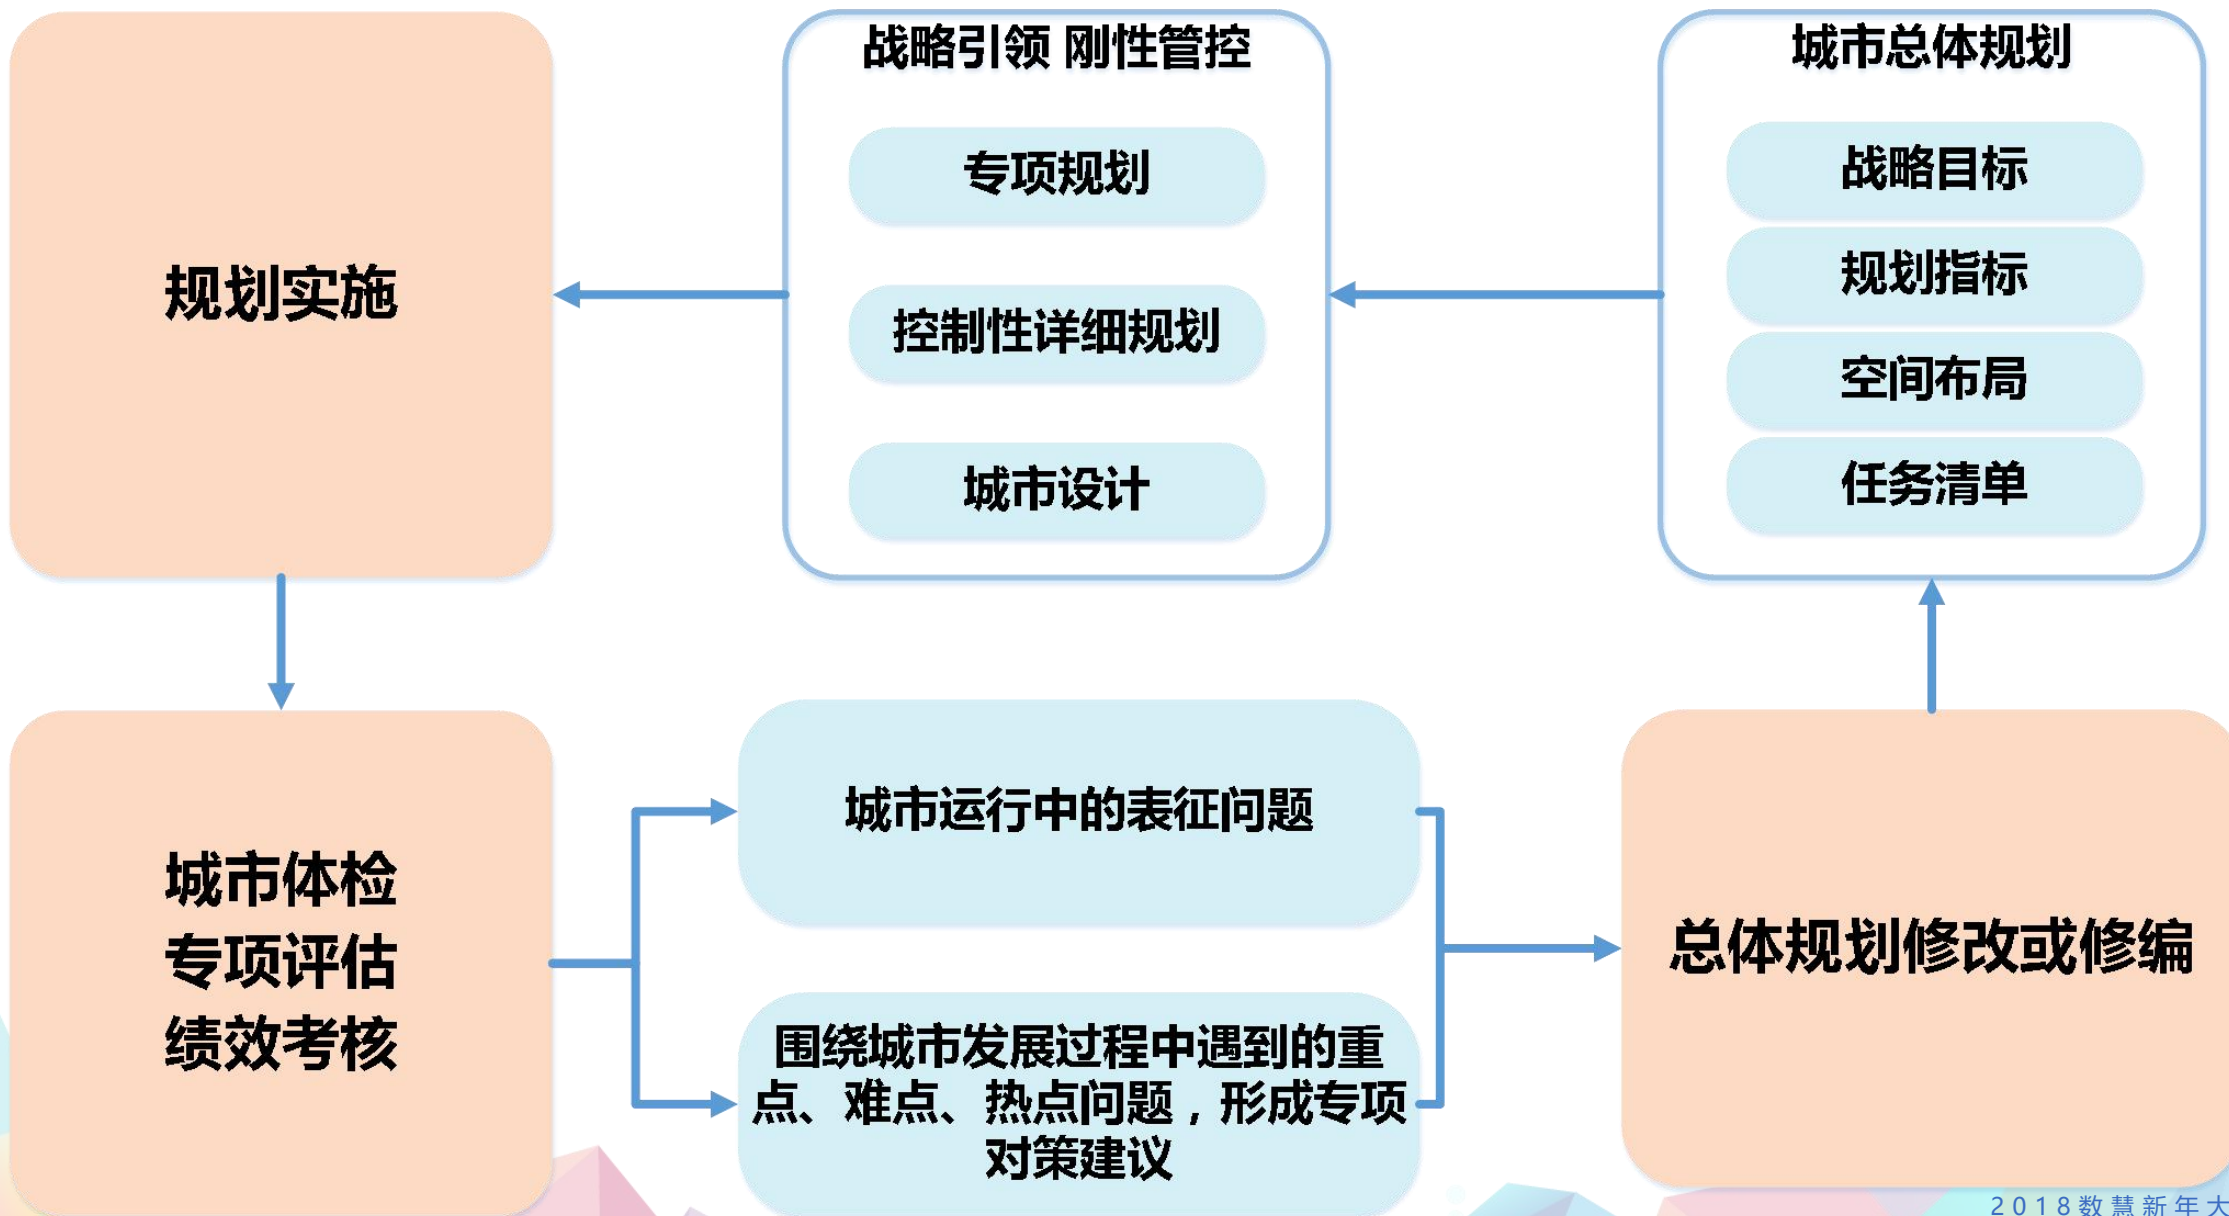 规划实施
战略引领 刚性管控
专项规划
控制性详细规划
城市设计
城市总体规划
战略目标
规划指标
空间布局
任务清单
城市体检
专项评估
绩效考核
城市运行中的表征问题
围绕城市发展过程中遇到的重
点、难点、热点问题，形成专项
对策建议
总体规划修改或修编
2018数慧新年大